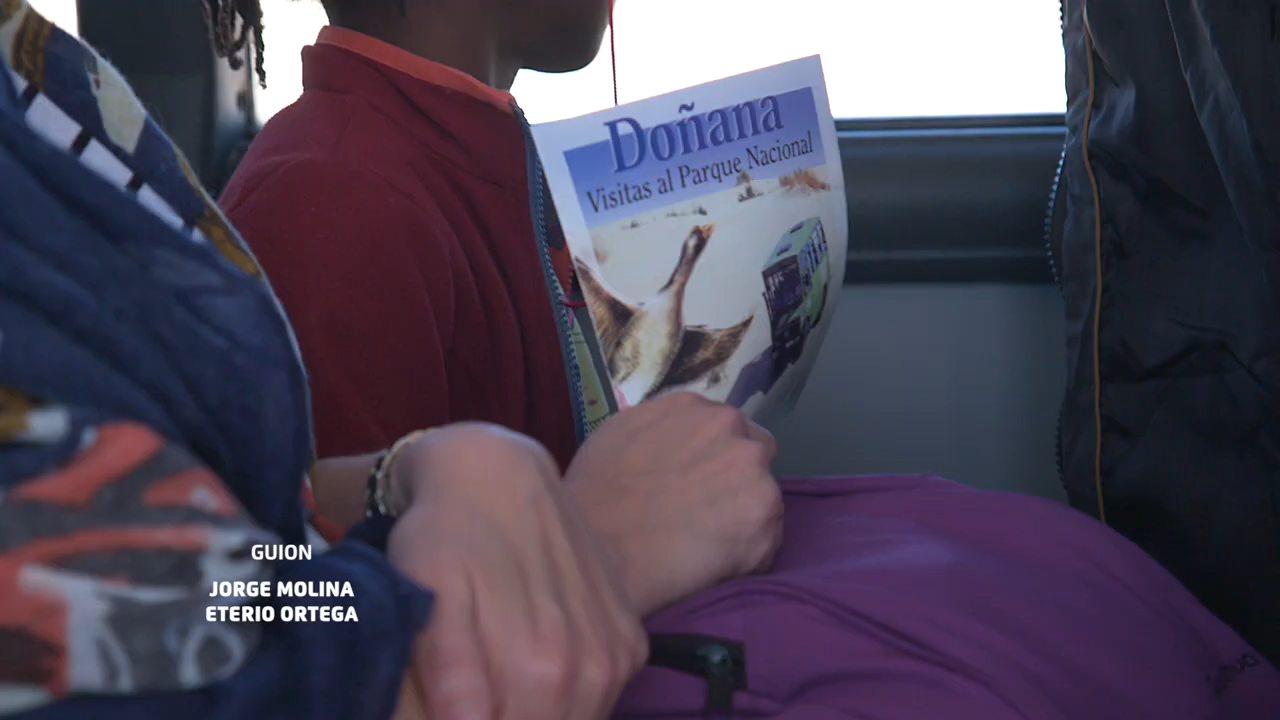 Doñana
Visitas al Parque Nacional
GUION
JORGE MOLINA
ETERIO ORTEGA